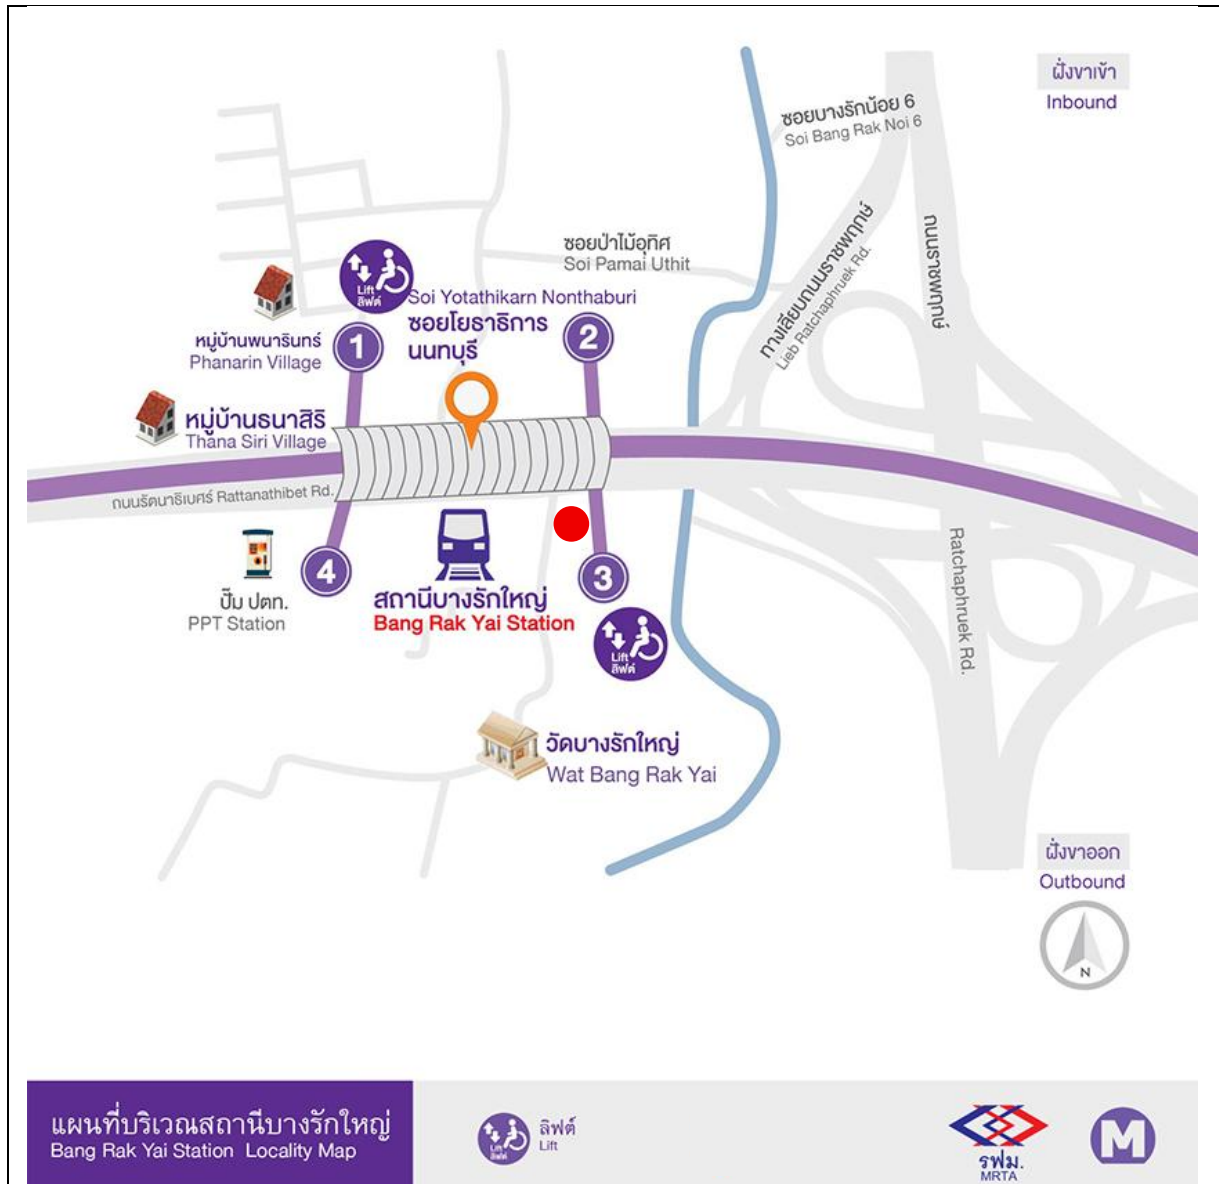 ฝั่งขาเข้า
Inbound
ซอยบางรักน้อย 6
Soi Bang Rak Noi 6
ทางเลียบถนนราชพฤกษ์
Lieb Ratchaphruek Rd.
ถนนราชพฤกษ์
ซอยป่าไม้อุทิศ
Soi Pamai Uthit
Lift
ลิฟต์
Soi Yotathikarn Nonthaburi
ซอยโยธาธิการ
นนทบุรี
หมู่บ้านพนารินทร์
Phanarin Village
1
2
หมู่บ้านธนาสิริ
Thana Siri Village
ถนนรัตนาธิเบศร์ Rattanathibet Rd.
ปั๊ม ปตท.
PPT Station
4
สถานีบางรักใหญ่
Bang Rak Yai Station
3
Lift
ลิฟต์
Ratchaphruek Rd.
วัดบางรักใหญ่
Wat Bang Rak Yai
ฝั่งขาออก
Outbound
N
แผนที่บริเวณสถานีบางรักใหญ่
Bang Rak Yai Station Locality Map
Lift
ลิฟต์
ลิฟต์
Lift
รฟม.
MRTA
M